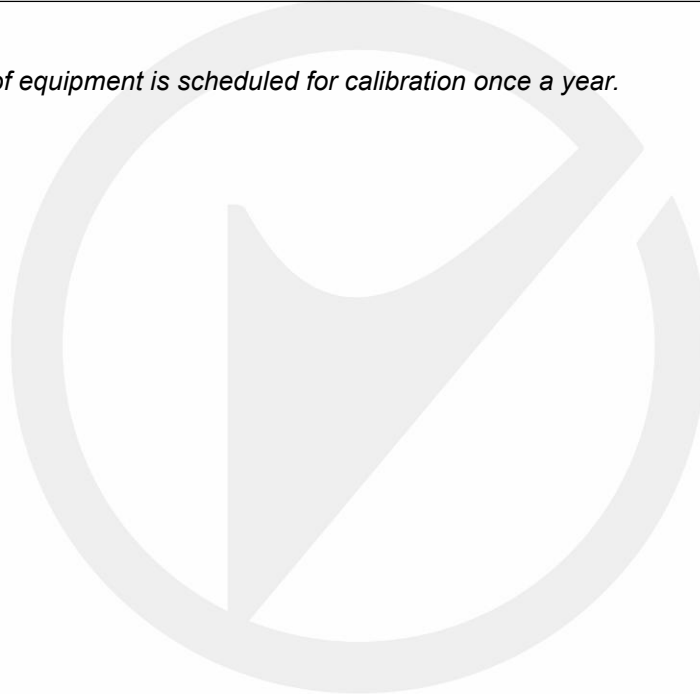 of equipment is scheduled for calibration once a year.